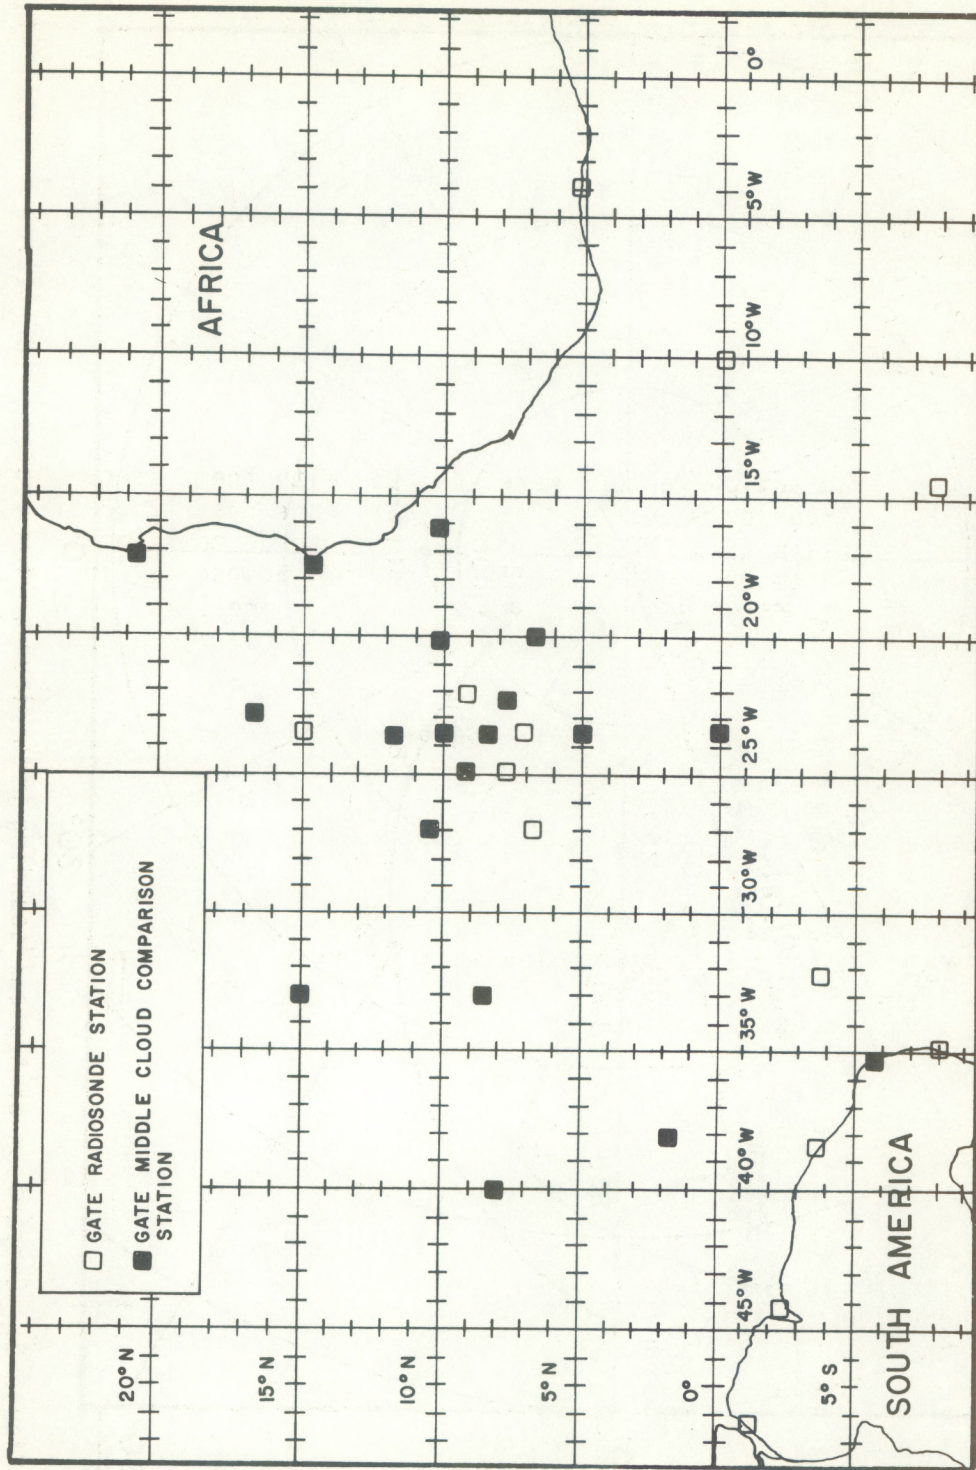 GATE RADIOSONDE STATION
GATE MIDDLE CLOUD COMPARISON
STATION
AFRICA
SOUTH AMERICA
20° N
15° N
10° N
5° N
0°
5° S
45° W
40° W
35° W
30° W
25° W
20° W
15° W
10° W
5° W
0°